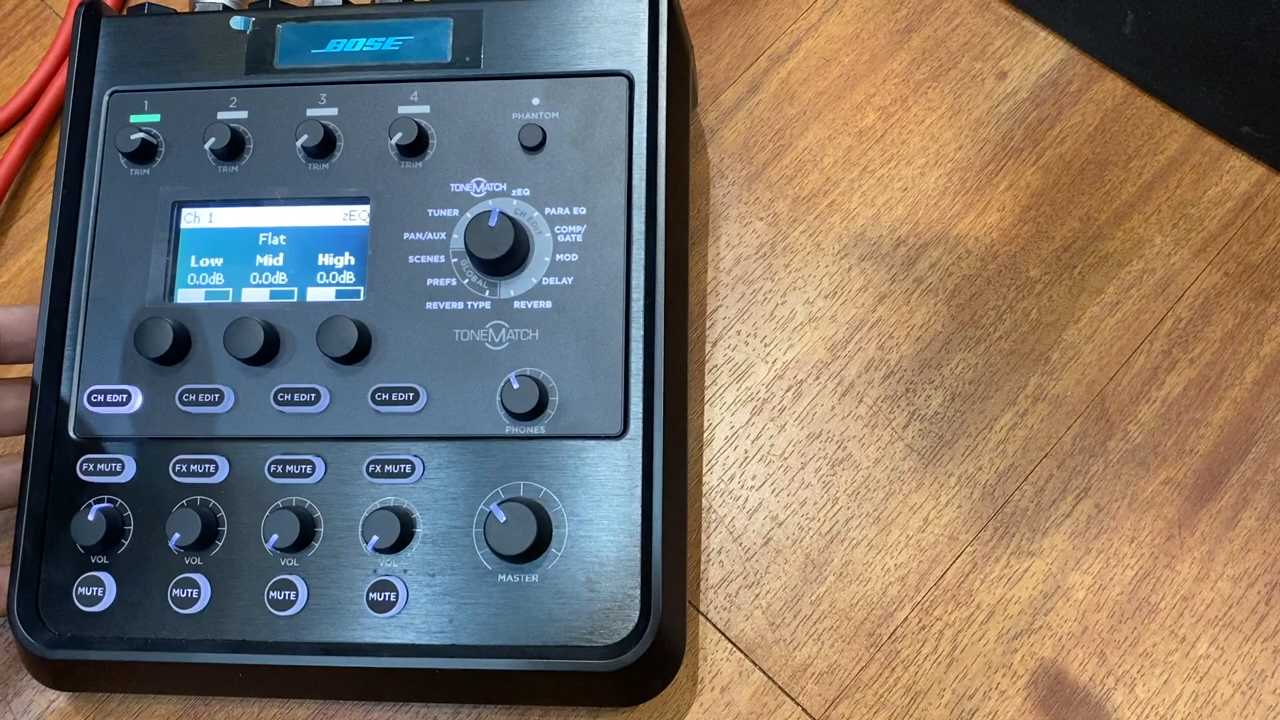 BOSE
1 2 3 4
PHANTOM
TRIM TRIM TRIM TRIM
TONEMATCH zEQ
TUNER PARA EQ
PAN/AUX COMP/
GATE
SCENES MOD
PREFS DELAY
REVERB TYPE REVERB
CH EDIT
GLOBAL
Ch 1 zEQ
Flat
Low Mid High
0.0dB 0.0dB 0.0dB
TONEMATCH
CH EDIT CH EDIT CH EDIT CH EDIT
PHONES
FX MUTE FX MUTE FX MUTE FX MUTE
VOL VOL VOL VOL
MASTER
MUTE MUTE MUTE MUTE